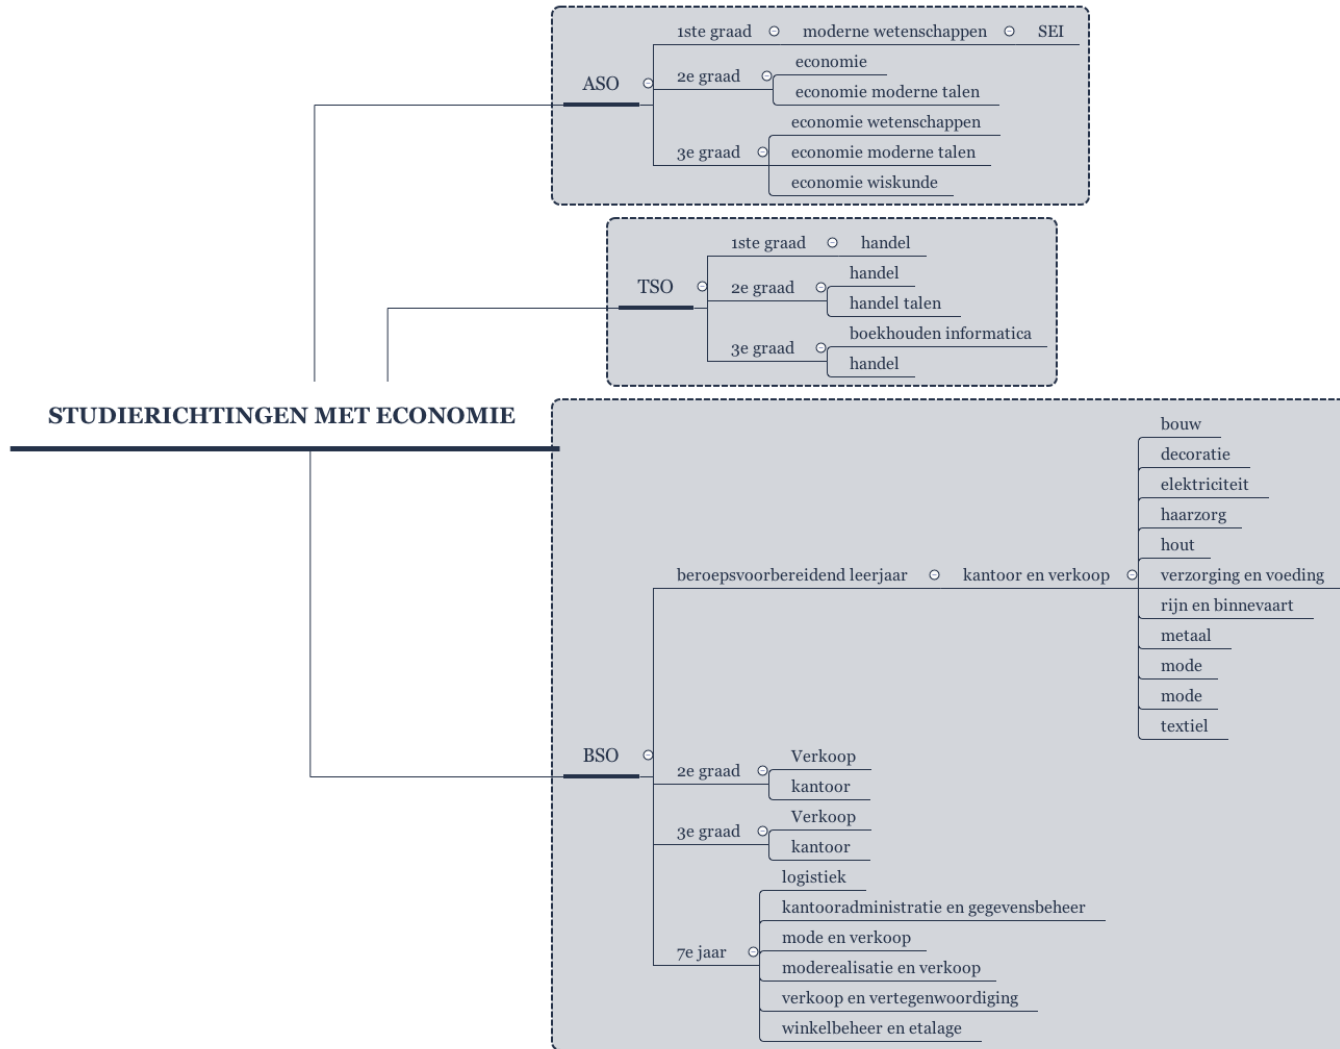 STUDIERICHTINGEN MET ECONOMIE
ASO
1ste graad
moderne wetenschappen
SEI
2e graad
economie
economie moderne talen
3e graad
economie wetenschappen
economie moderne talen
economie wiskunde
TSO
1ste graad
handel
2e graad
handel
handel talen
3e graad
boekhouden informatica
handel
BSO
beroepsvoorbereidend leerjaar
kantoor en verkoop
bouw
decoratie
elektriciteit
haarzorg
hout
verzorging en voeding
rijn en binnevaart
metaal
mode
mode
textiel
2e graad
Verkoop
kantoor
3e graad
Verkoop
kantoor
7e jaar
logistiek
kantooradministratie en gegevensbeheer
mode en verkoop
moderealisatie en verkoop
verkoop en vertegenwoordiging
winkelbeheer en etalage